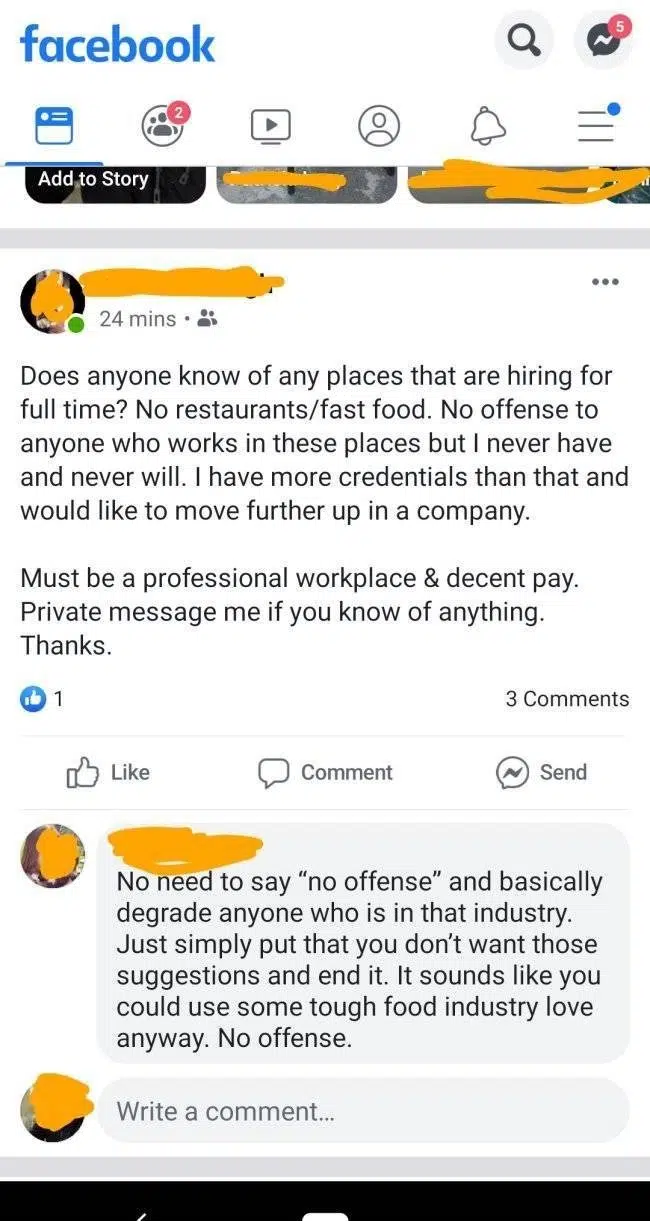 facebook
5
2
Add to Story
24 mins •
Does anyone know of any places that are hiring for
full time? No restaurants/fast food. No offense to
anyone who works in these places but I never have
and never will. I have more credentials than that and
would like to move further up in a company.
Must be a professional workplace & decent pay.
Private message me if you know of anything.
Thanks.
1
3 Comments
Like
Comment
Send
No need to say “no offense” and basically
degrade anyone who is in that industry.
Just simply put that you don’t want those
suggestions and end it. It sounds like you
could use some tough food industry love
anyway. No offense.
Write a comment...